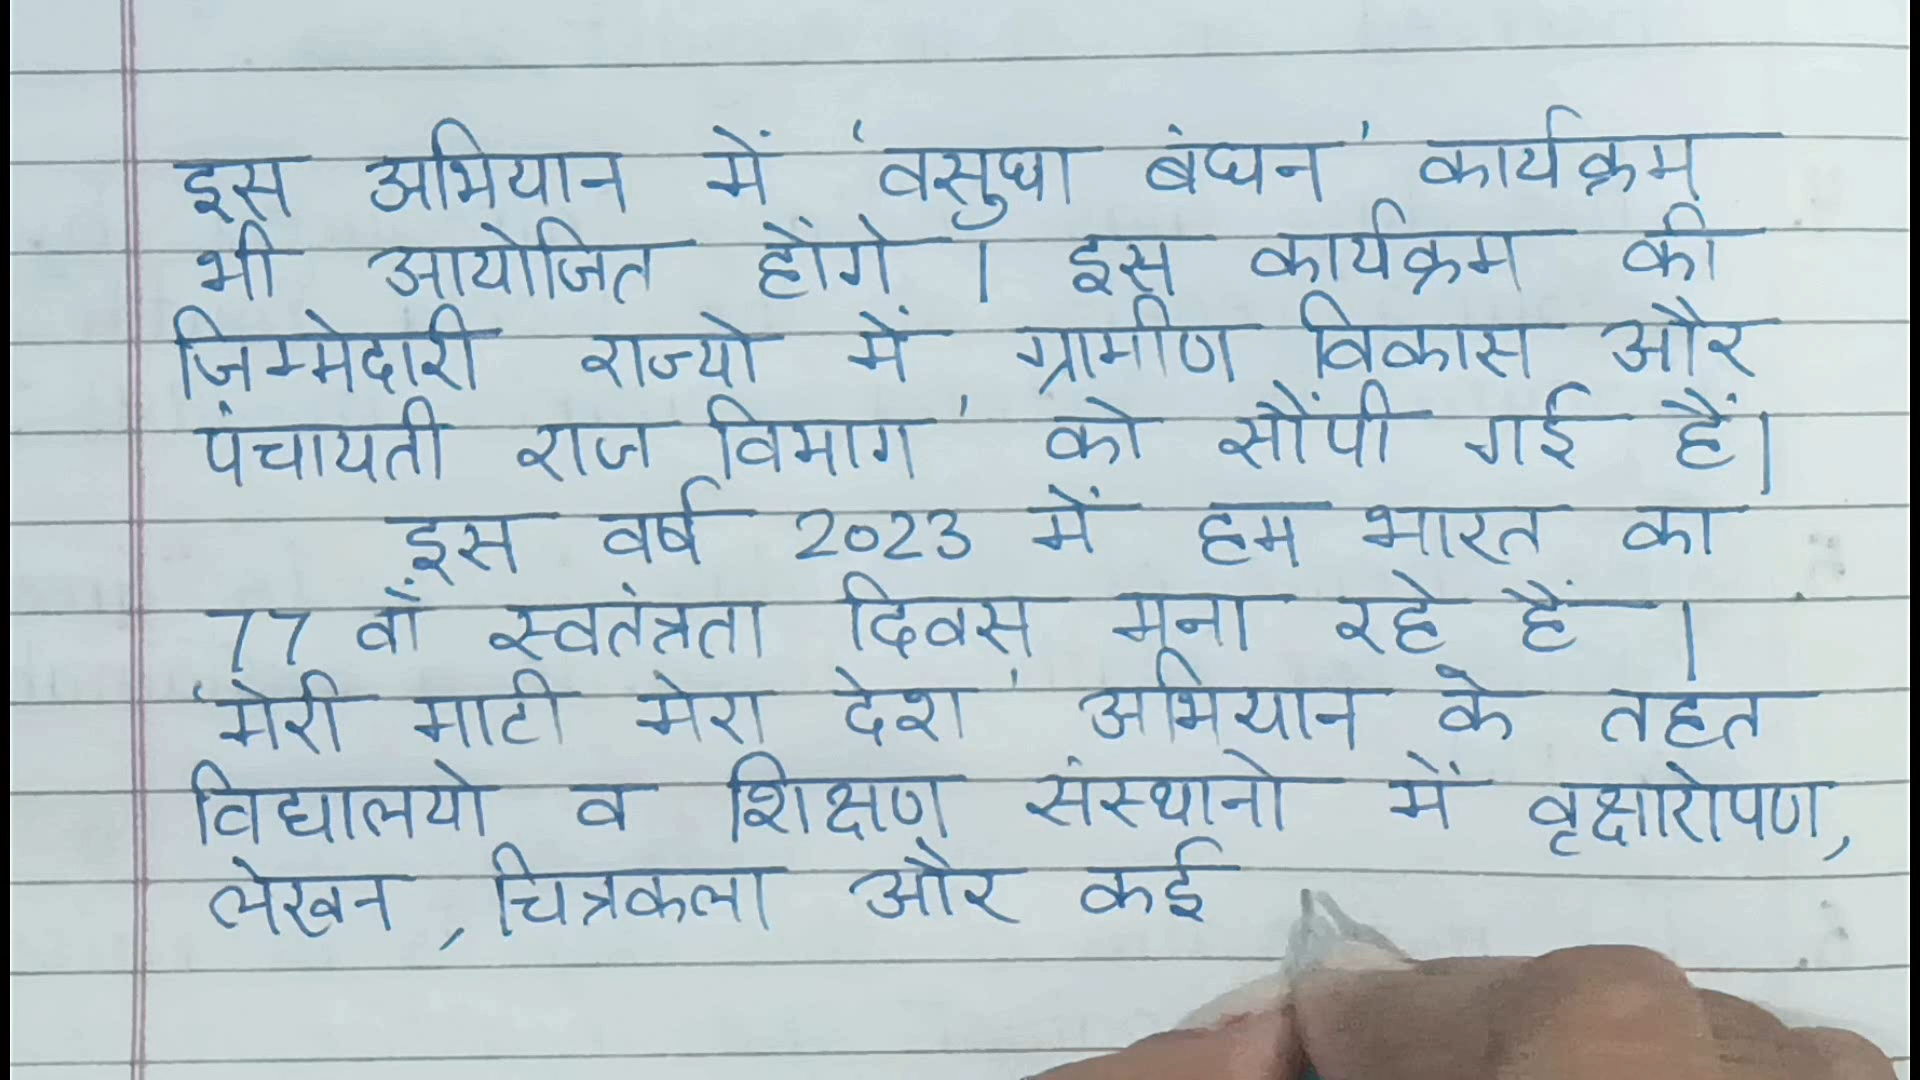 इस अभियान में 'वसुधा बंधन' कार्यक्रम
भी आयोजित होंगे । इस कार्यक्रम की
जिम्मेदारी राज्यो में ग्रामीण विकास और
पंचायती राज विभाग' को सौंपी गई हैं।
इस वर्ष 2023 में हम भारत का
77 वाँ स्वतंत्रता दिवस मना रहे हैं ।
'मेरी माटी मेरा देश' अभियान के तहत
विद्यालयो व शिक्षण संस्थानो में वृक्षारोपण,
लेखन , चित्रकला और कई